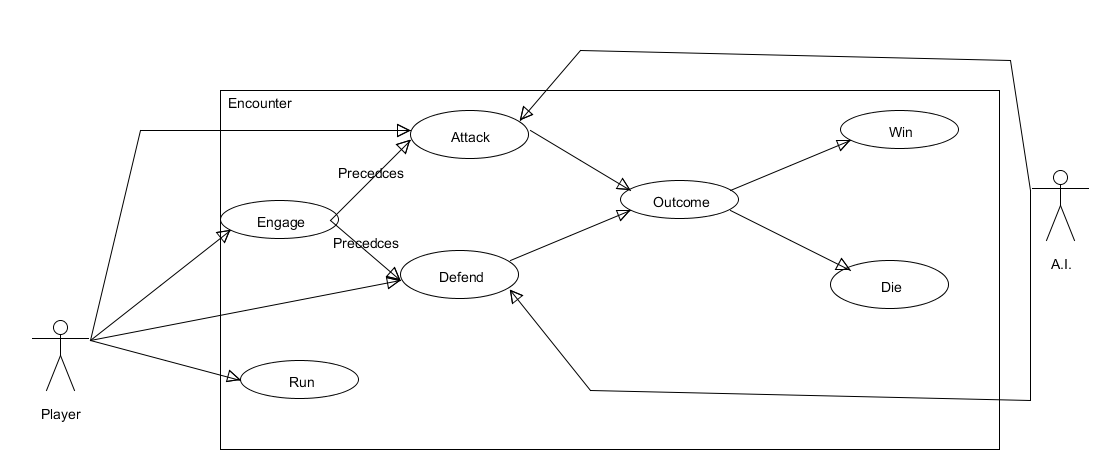 Encounter
Attack
Win
Precedces
Outcome
Engage
Precedces
A.I.
Defend
Die
Run
Player